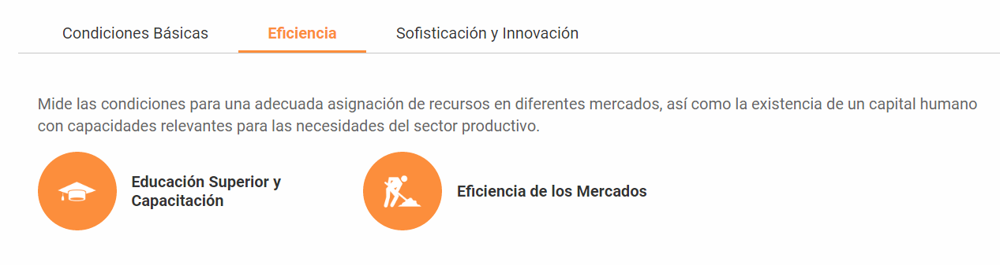 Condiciones Básicas Eficiencia Sofisticación y Innovación
Mide las condiciones para una adecuada asignación de recursos en diferentes mercados, así como la existencia de un capital humano
con capacidades relevantes para las necesidades del sector productivo.
Educación Superior y
Capacitación
Eficiencia de los Mercados